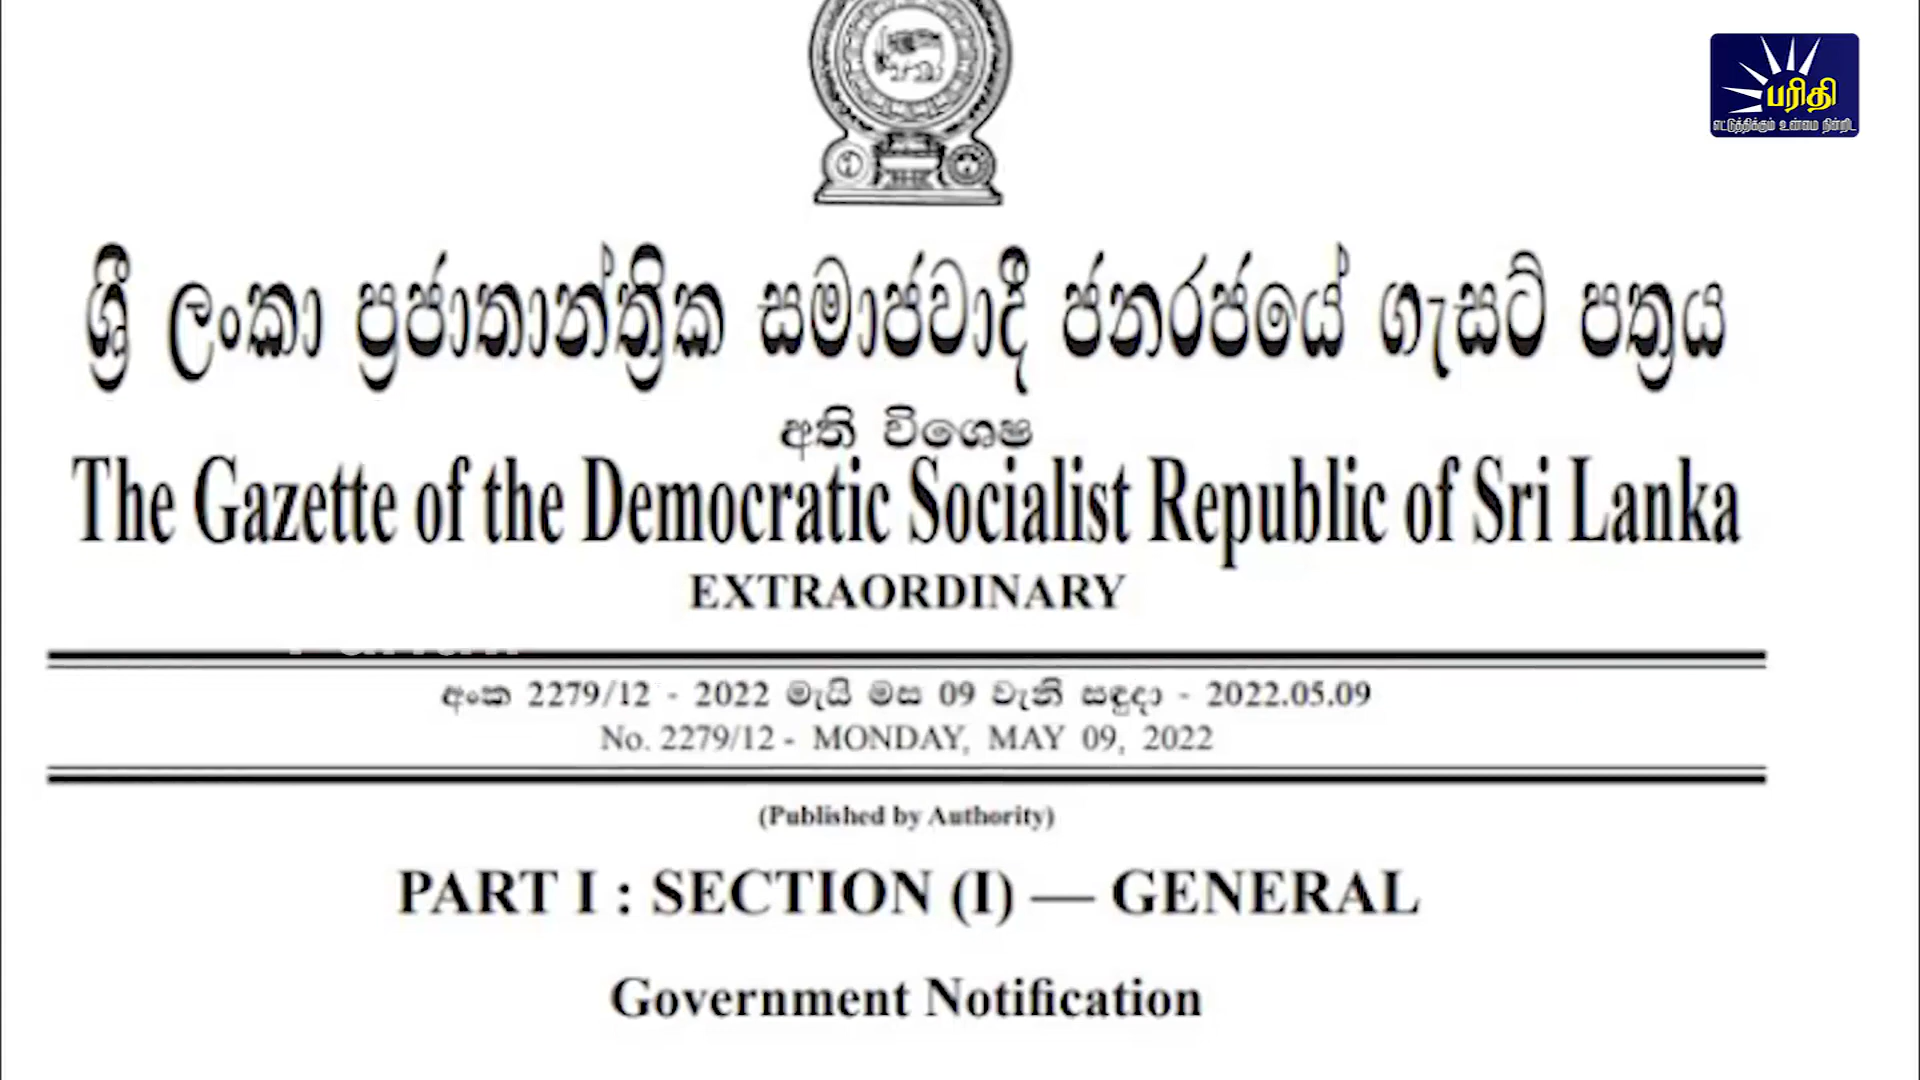 பரிதி
எட்டுத்திக்கும் உண்மை நின்றிட
ශ්‍රී ලංකා ප්‍රජාතාන්ත්‍රික සමාජවාදී ජනරජයේ ගැසට් පත්‍රය
අති විශෙෂ
The Gazette of the Democratic Socialist Republic of Sri Lanka
EXTRAORDINARY
අංක 2279/12 - 2022 මැයි මස 09 වැනි සඳුදා - 2022.05.09
No. 2279/12 - MONDAY, MAY 09, 2022
(Published by Authority)
PART I : SECTION (I) — GENERAL
Government Notification